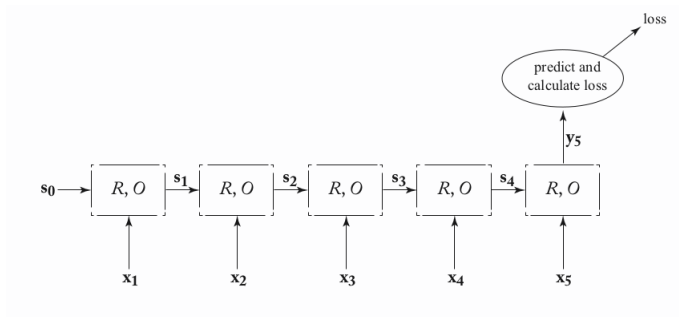 loss
predict and
calculate loss
y5
s0 R, O s1 R, O s2 R, O s3 R, O s4 R, O
x1 x2 x3 x4 x5